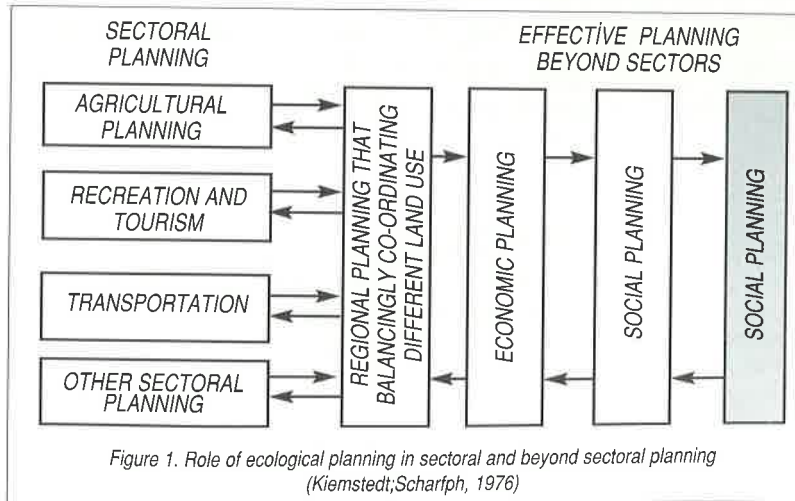 SECTORAL
PLANNING
EFFECTİVE PLANNING
BEYOND SECTORS
AGRICULTURAL
PLANNING
RECREATION AND
TOURISM
TRANSPORTATION
OTHER SECTORAL
PLANNING
REGIONAL PLANNING THAT
BALANCINGLY CO-ORDINATING
DIFFERENT LAND USE
ECONOMIC PLANNING
SOCIAL PLANNING
SOCIAL PLANNING
Figure 1. Role of ecological planning in sectoral and beyond sectoral planning
(Kiemstedt;Scharfph, 1976)